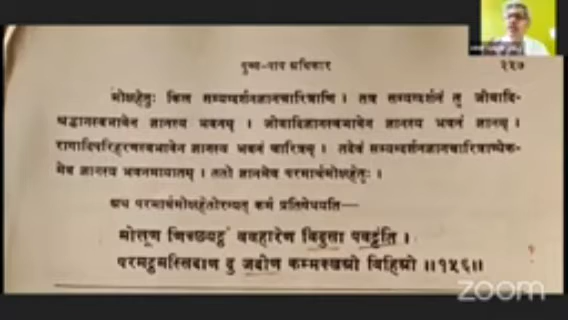 पुण्य-पाप अधिकार २२७
मोक्षहेतुः किल सम्यग्दर्शनज्ञानचारित्राणि । तत्र सम्यग्दर्शनं तु जीवादि-
श्रद्धानस्वभावेन ज्ञानस्य भवनम् । जीवादिज्ञानस्वभावेन ज्ञानस्य भवनं ज्ञानम् ।
रागादिपरिहरणस्वभावेन ज्ञानस्य भवनं चारित्रम् । तदेवं सम्यग्दर्शनज्ञानचारित्राण्येक-
मेव ज्ञानस्य भवनमायातम् । ततो ज्ञानमेव परमार्थमोक्षहेतुः ।
अथ परमार्थमोक्षहेतोरन्यत् कर्म प्रतिषेधयति—
मोत्तूण णिच्छयट्ठं ववहारेण विदुसा पवट्टंति ।
परमट्ठमस्सिदाण दु जदीण कम्मक्खओ विहिओ ॥१५६॥
zoom